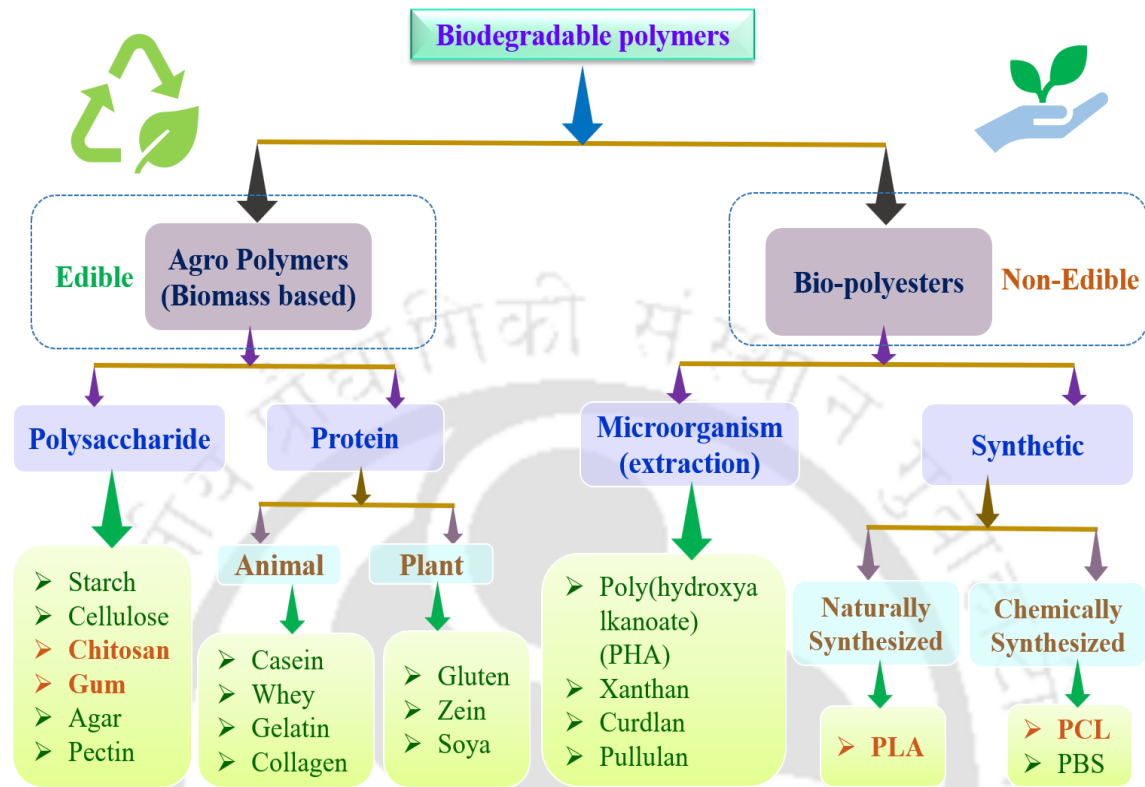 Biodegradable polymers
Edible
Agro Polymers
(Biomass based)
Bio-polyesters
Non-Edible
Polysaccharide
Protein
Microorganism
(extraction)
Synthetic
Animal
Plant
Naturally
Synthesized
Chemically
Synthesized
➢ Starch
➢ Cellulose
➢ Chitosan
➢ Gum
➢ Agar
➢ Pectin
➢ Casein
➢ Whey
➢ Gelatin
➢ Collagen
➢ Gluten
➢ Zein
➢ Soya
➢ Poly(hydroxya
lkanoate)
(PHA)
➢ Xanthan
➢ Curdlan
➢ Pullulan
➢ PLA
➢ PCL
➢ PBS